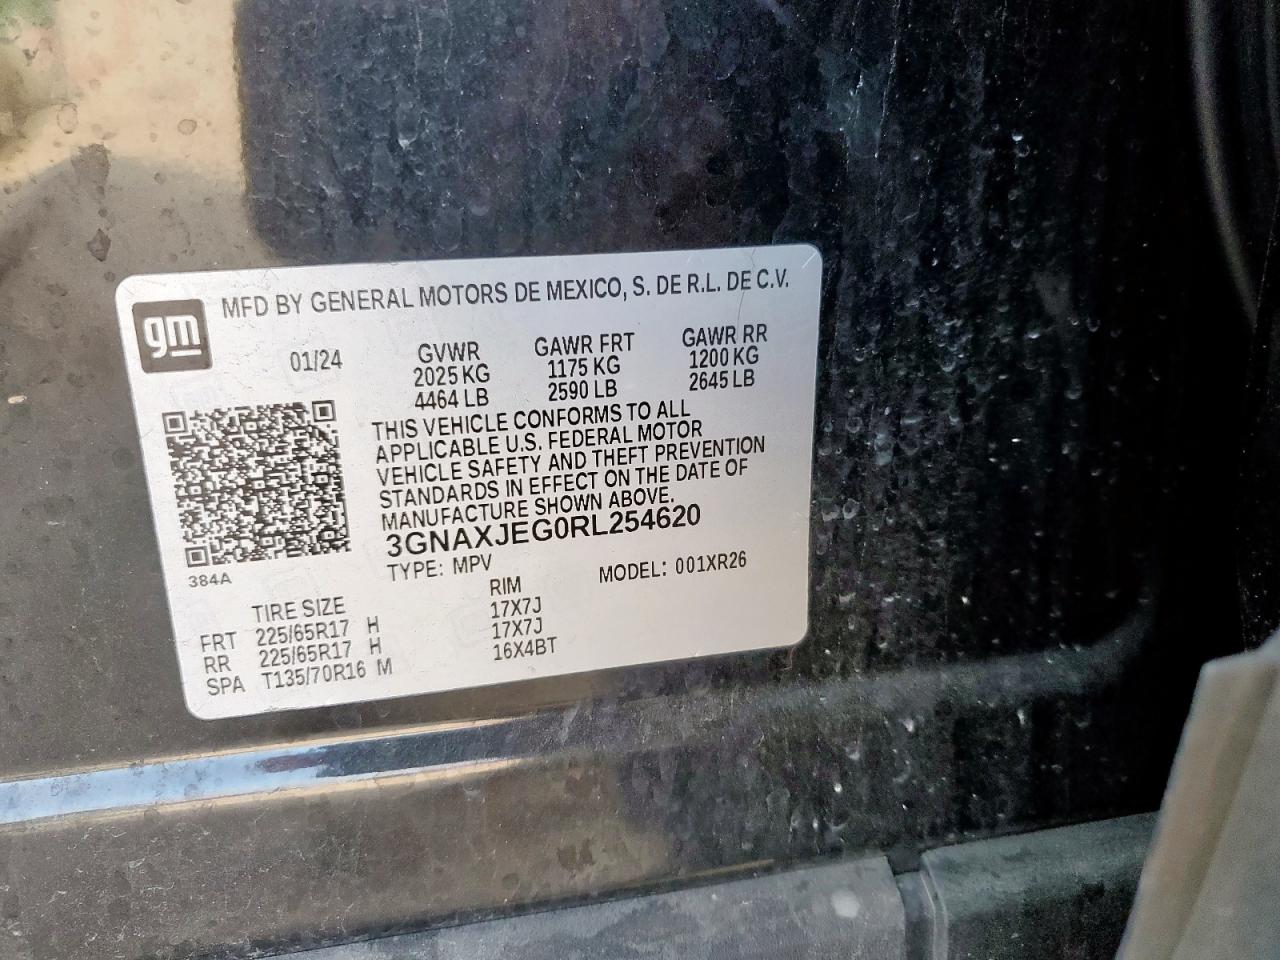 gm
MFD BY GENERAL MOTORS DE MEXICO, S. DE R.L. DE C.V.
01/24
GVWR GAWR FRT GAWR RR
2025 KG 1175 KG 1200 KG
4464 LB 2590 LB 2645 LB
THIS VEHICLE CONFORMS TO ALL
APPLICABLE U.S. FEDERAL MOTOR
VEHICLE SAFETY AND THEFT PREVENTION
STANDARDS IN EFFECT ON THE DATE OF
MANUFACTURE SHOWN ABOVE.
3GNAXJEG0RL254620
384A
TYPE: MPV MODEL: 001XR26
TIRE SIZE RIM
FRT 225/65R17 H 17X7J
RR 225/65R17 H 17X7J
SPA T135/70R16 M 16X4BT